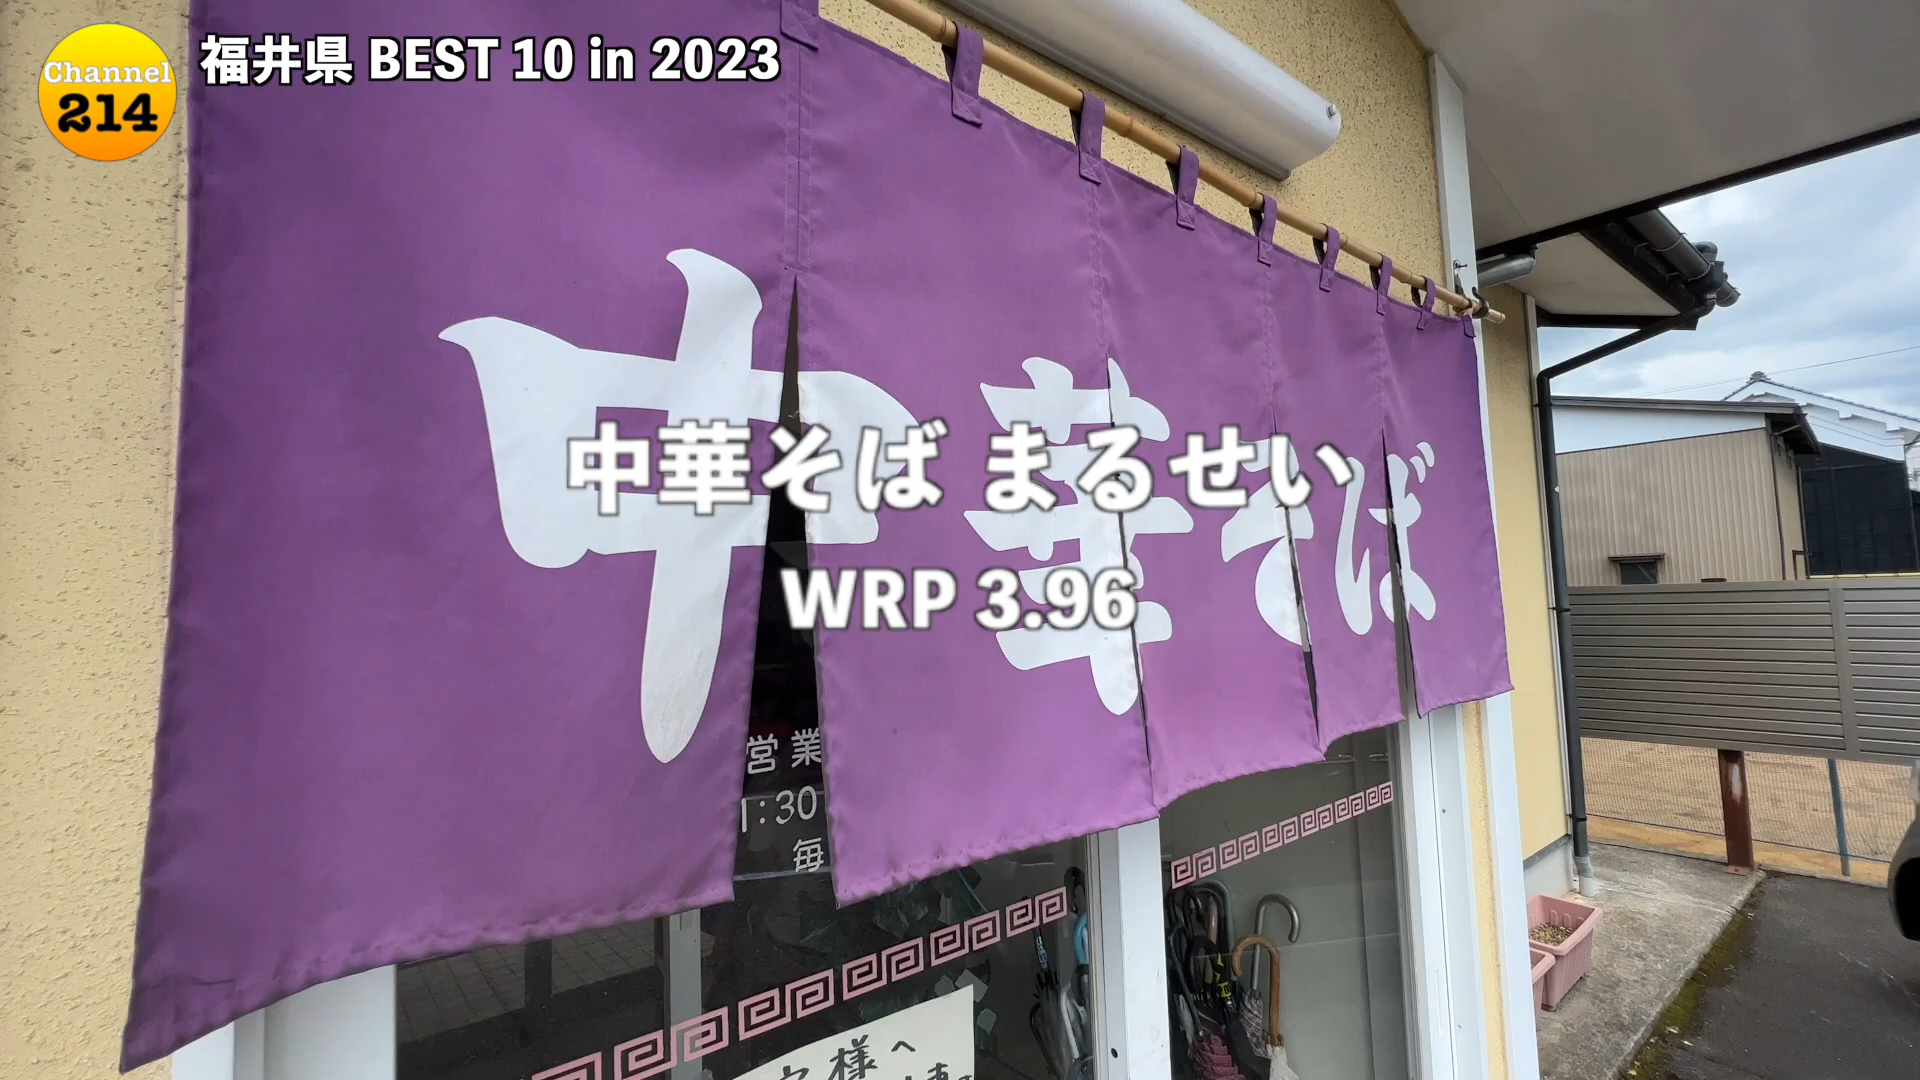 Channel
214
福井県 BEST 10 in 2023
中華そば
中華そば まるせい
WRP 3.96
営業
1:30
毎
様へ